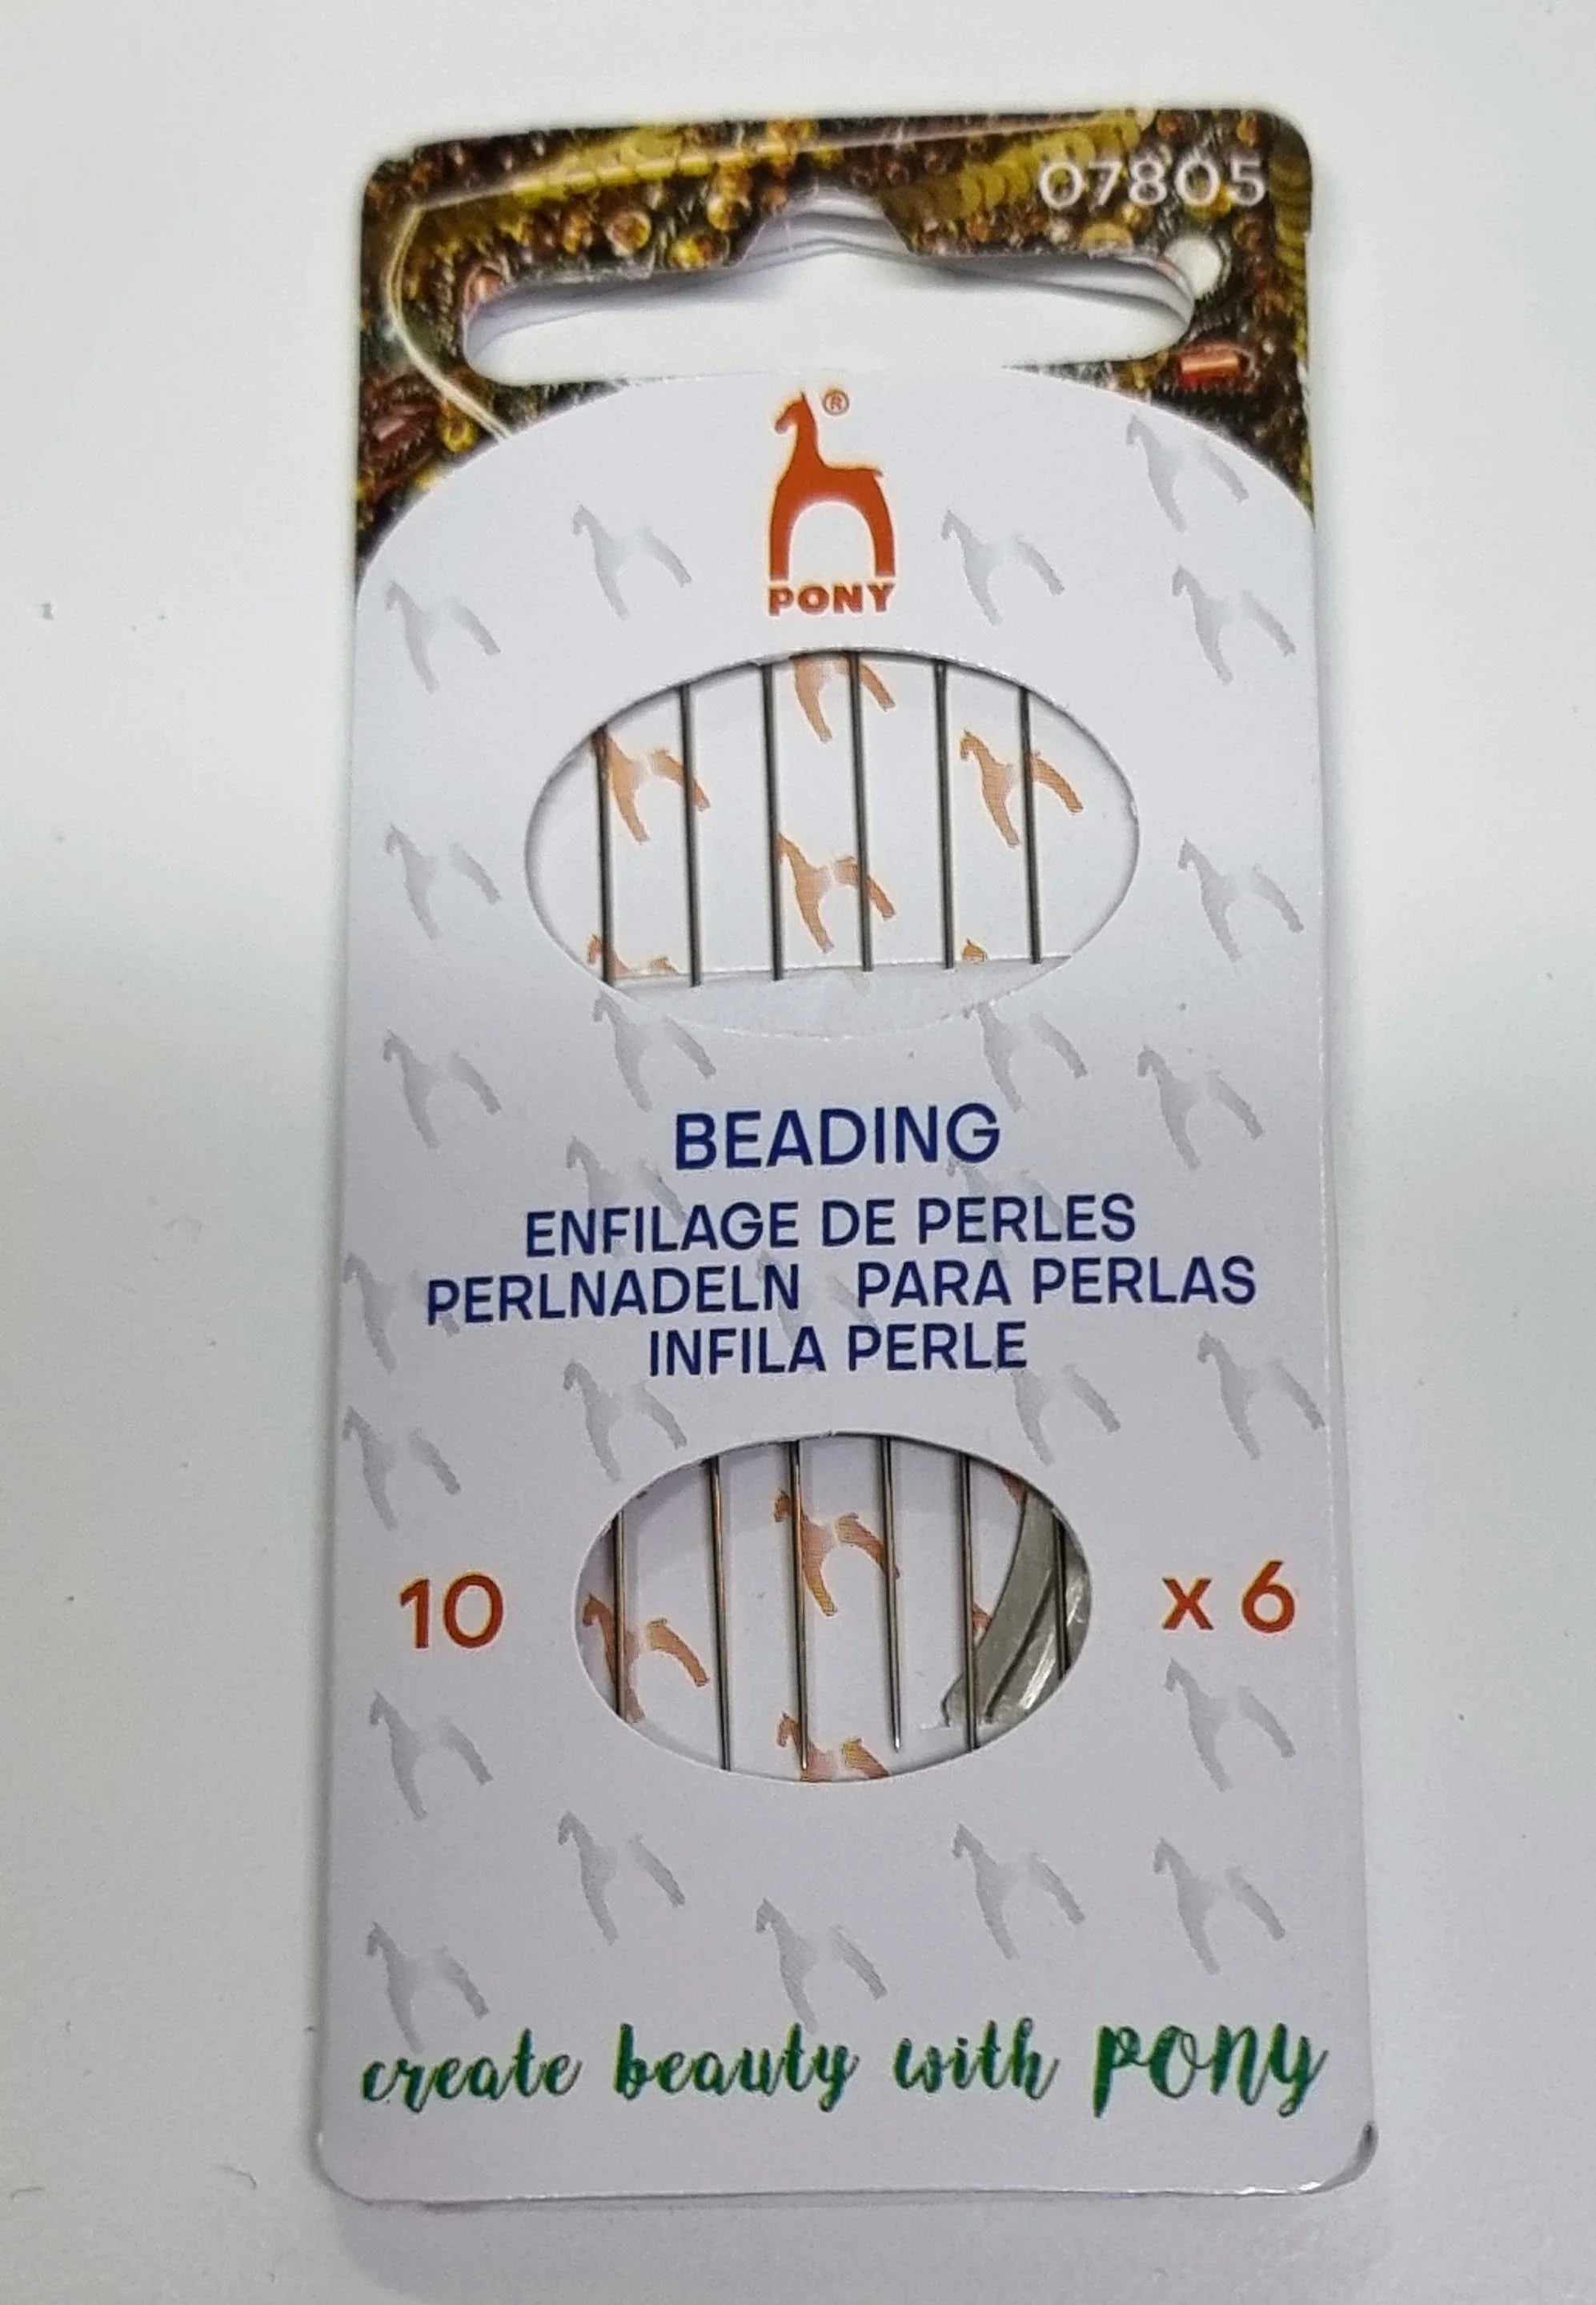 07805
®
PONY
BEADING
ENFILAGE DE PERLES
PERLNADELN PARA PERLAS
INFILA PERLE
10 x 6
create beauty with PONY